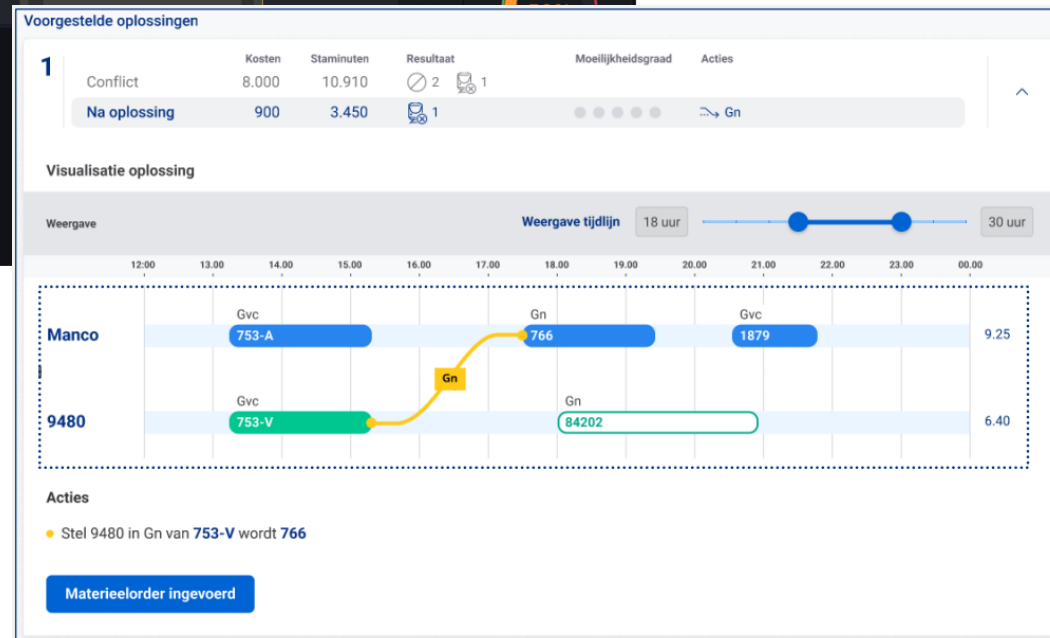 Voorgestelde oplossingen
1
Kosten Staminuten Resultaat Moeilijkheidsgraad Acties
Conflict 8.000 10.910 2 1
Na oplossing 900 3.450 1 Gn
Visualisatie oplossing
Weergave Weergave tijdlijn 18 uur 30 uur
12:00 13.00 14.00 15.00 16.00 17.00 18.00 19.00 20.00 21.00 22.00 23.00 00.00
Gvc Gn Gvc
Manco 753-A 766 1879 9.25
Gn
Gvc Gn
9480 753-V 84202 6.40
Acties
Stel 9480 in Gn van 753-V wordt 766
Materieelorder ingevoerd